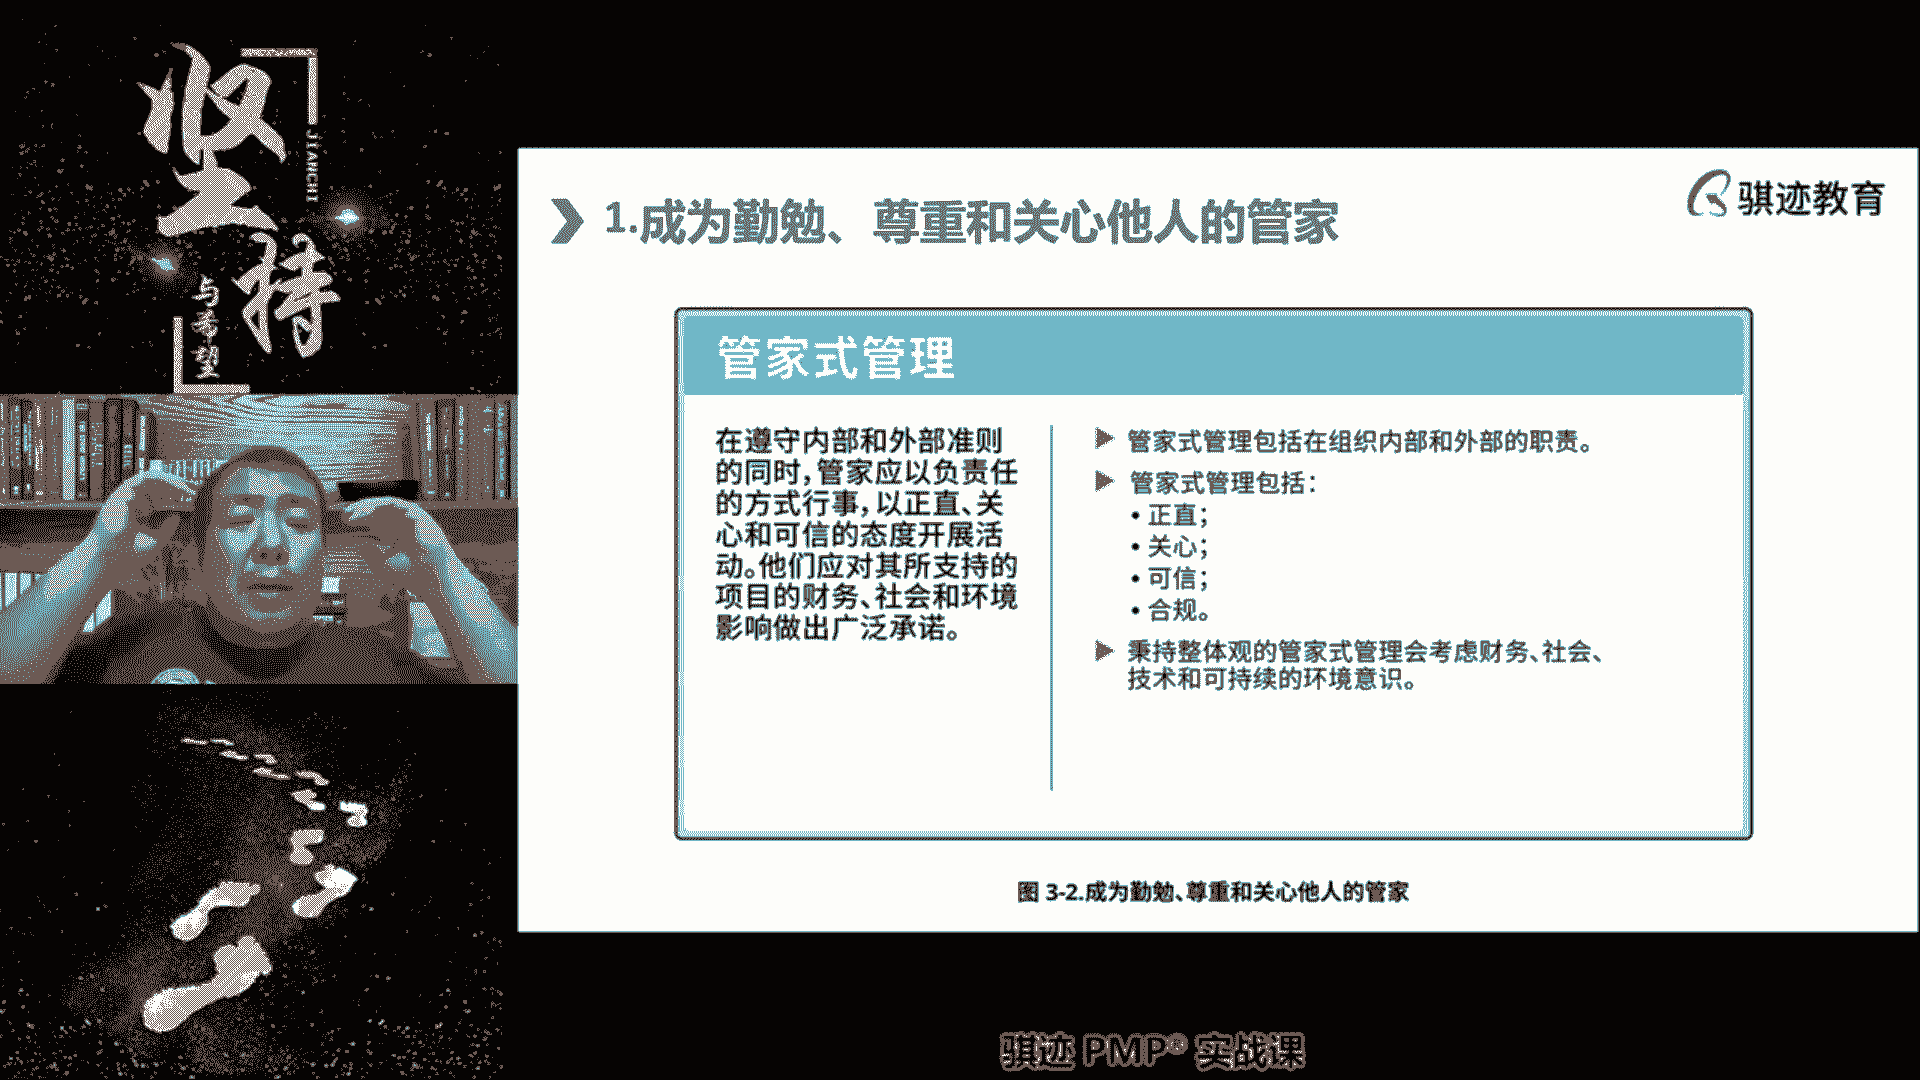 坚持
JIANCHI
与希望
骐迹教育
1.成为勤勉、尊重和关心他人的管家
管家式管理
在遵守内部和外部准则
的同时，管家应以负责任
的方式行事，以正直、关
心和可信的态度开展活
动。他们应对其所支持的
项目的财务、社会和环境
影响做出广泛承诺。
管家式管理包括在组织内部和外部的职责。
管家式管理包括：
• 正直；
• 关心；
• 可信；
• 合规。
秉持整体观的管家式管理会考虑财务、社会、
技术和可持续的环境意识。
图 3-2.成为勤勉、尊重和关心他人的管家
骐迹 PMP® 实战课